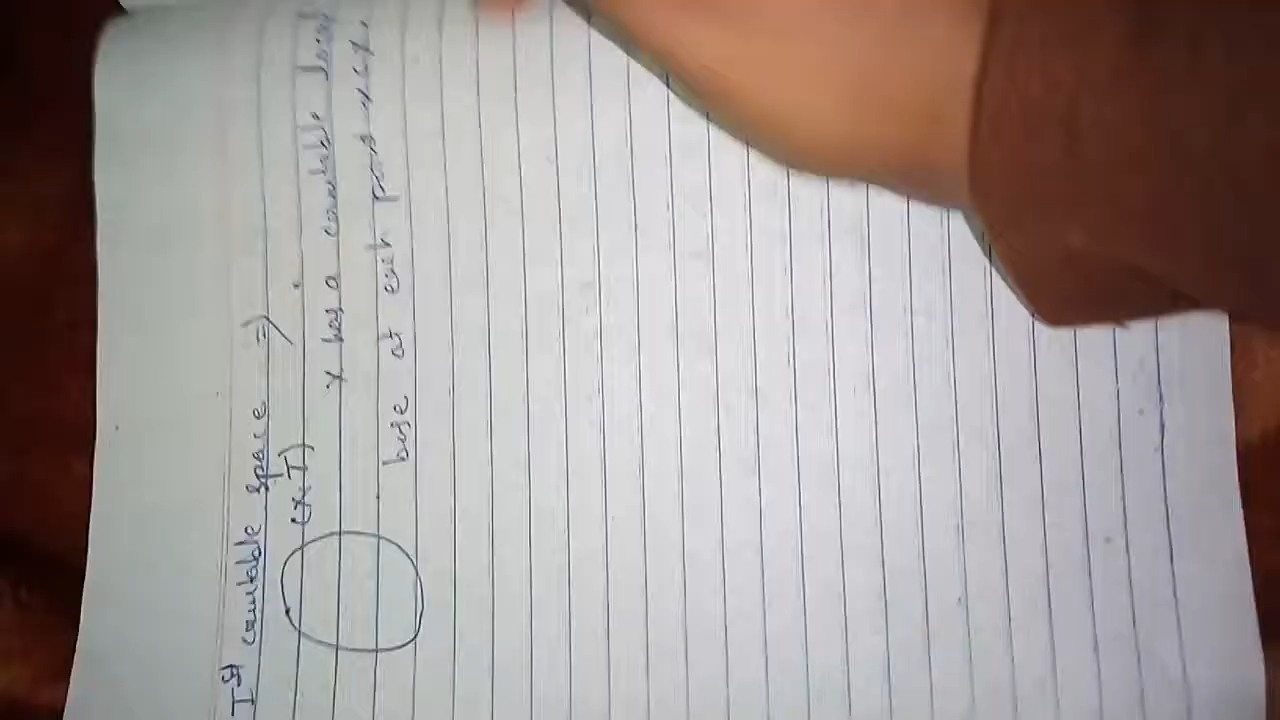 Ist countable space =>
(X,T)
X has a countable local
base at each point x∈X.